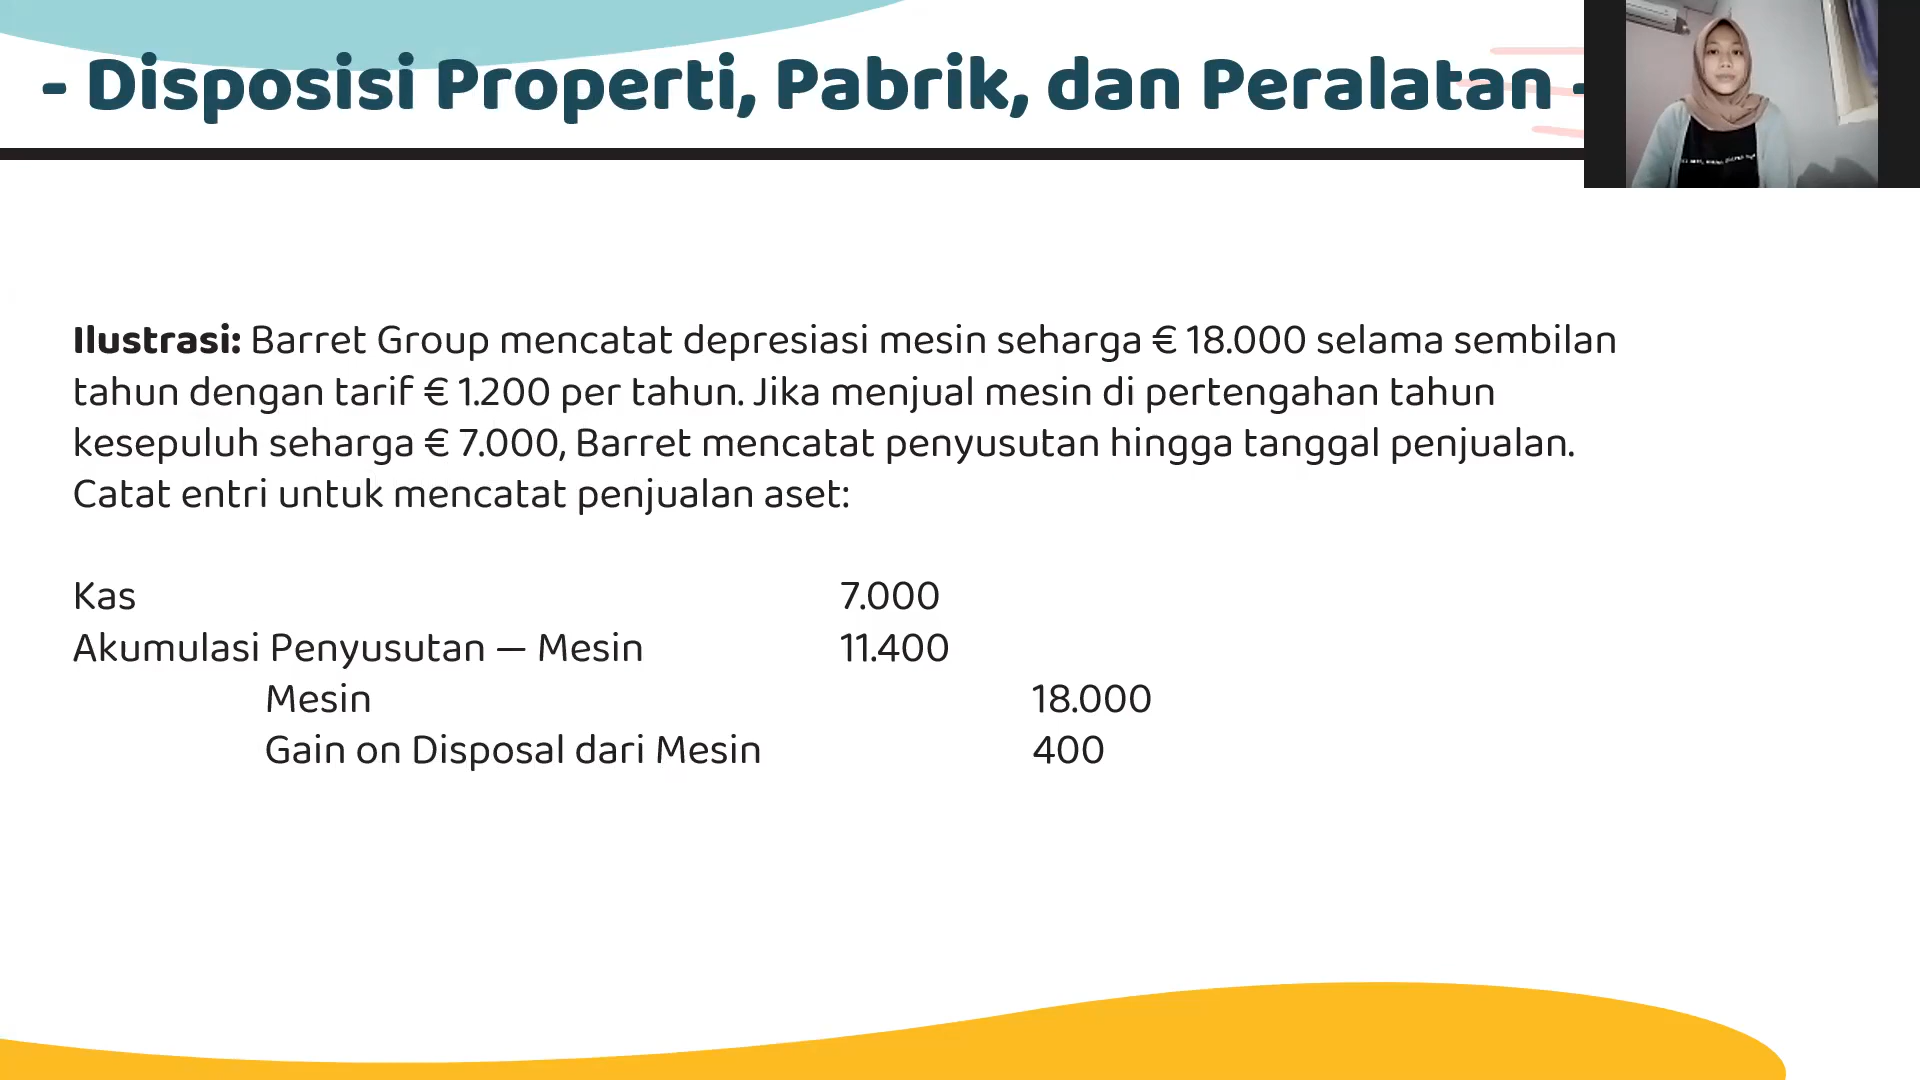 - Disposisi Properti, Pabrik, dan Peralatan -
Ilustrasi: Barret Group mencatat depresiasi mesin seharga € 18.000 selama sembilan
tahun dengan tarif € 1.200 per tahun. Jika menjual mesin di pertengahan tahun
kesepuluh seharga € 7.000, Barret mencatat penyusutan hingga tanggal penjualan.
Catat entri untuk mencatat penjualan aset:
Kas 7.000
Akumulasi Penyusutan — Mesin 11.400
Mesin 18.000
Gain on Disposal dari Mesin 400